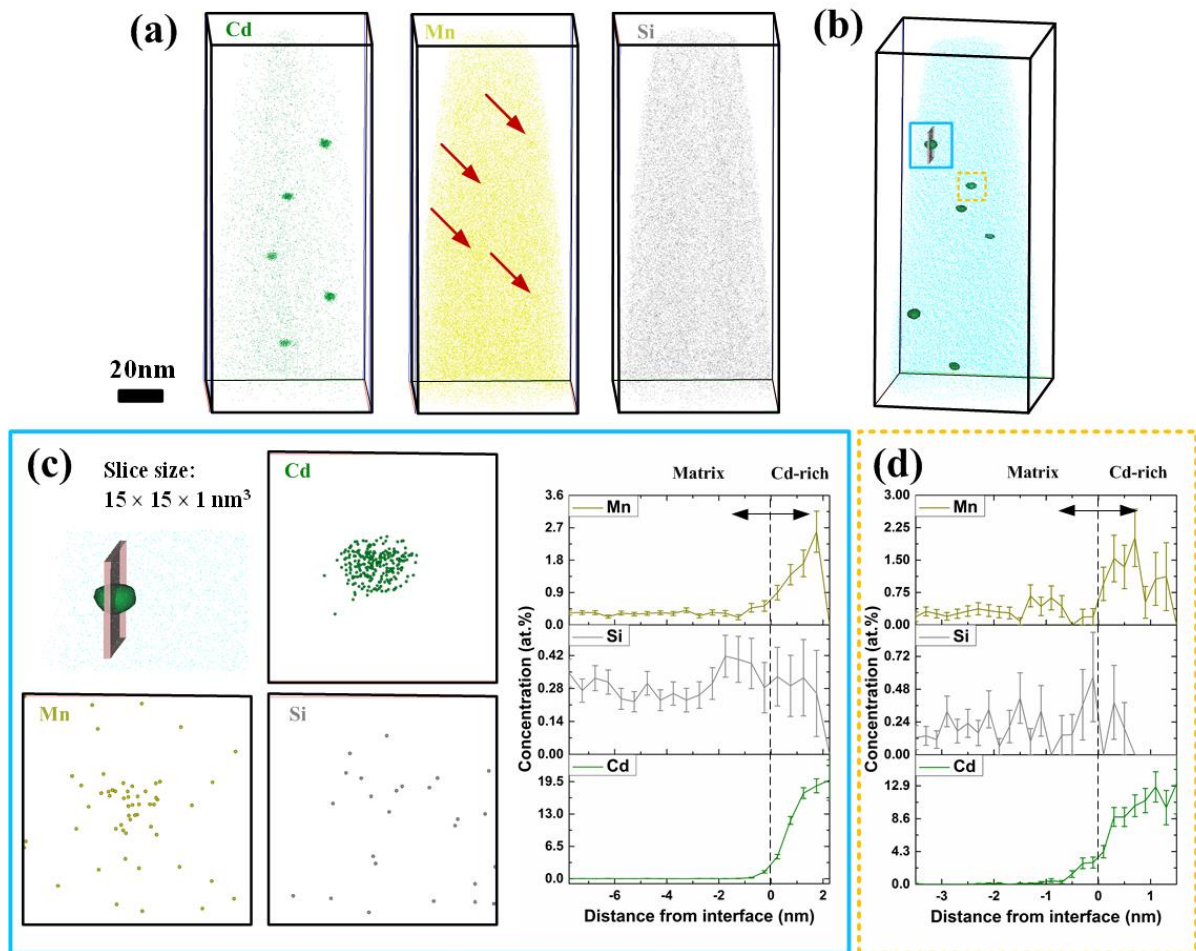 (a)
Cd
Mn
Si
(b)
20nm
(c)
Slice size:
15 × 15 × 1 nm³
Cd
Mn
Si
Matrix
Cd-rich
3.6
2.7
1.8
0.9
0.0
Mn
0.42
0.28
0.14
0.00
Si
19.5
13.0
6.5
0.0
Cd
Concentration (at.%)
-6
-4
-2
0
2
Distance from interface (nm)
(d)
Matrix
Cd-rich
3.00
2.25
1.50
0.75
0.00
Mn
0.72
0.48
0.24
0.00
Si
12.9
8.6
4.3
0.0
Cd
Concentration (at.%)
-3
-2
-1
0
1
Distance from interface (nm)